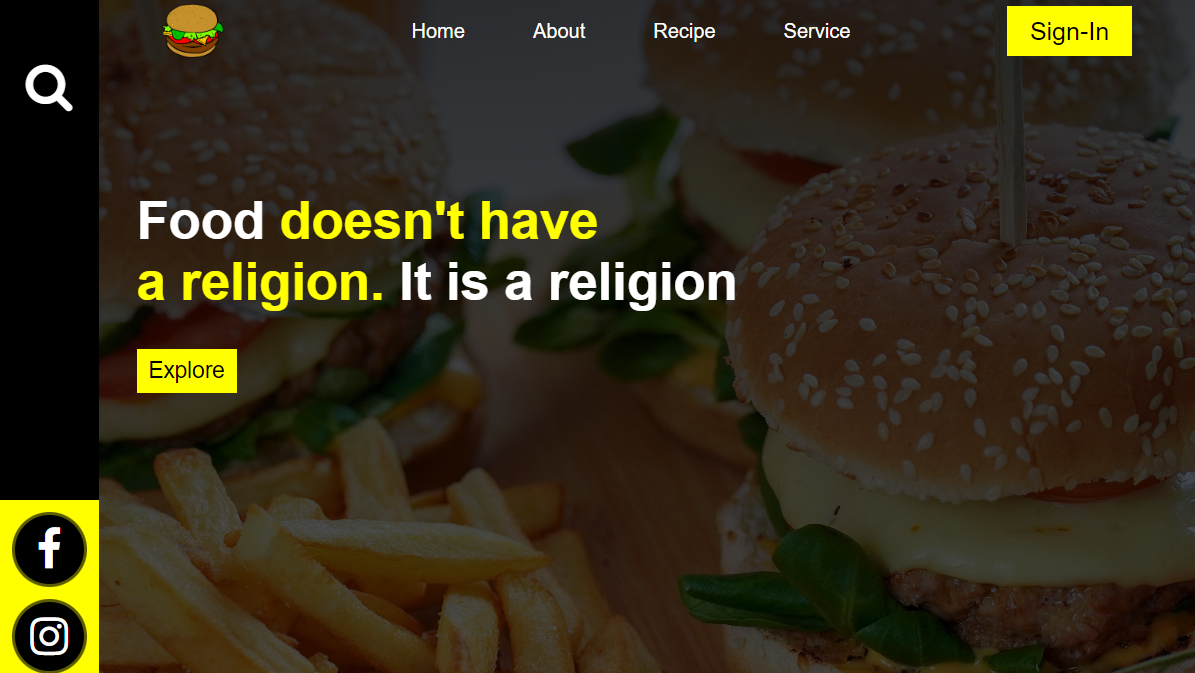 Home About Recipe Service Sign-In
Food doesn't have
a religion. It is a religion
Explore